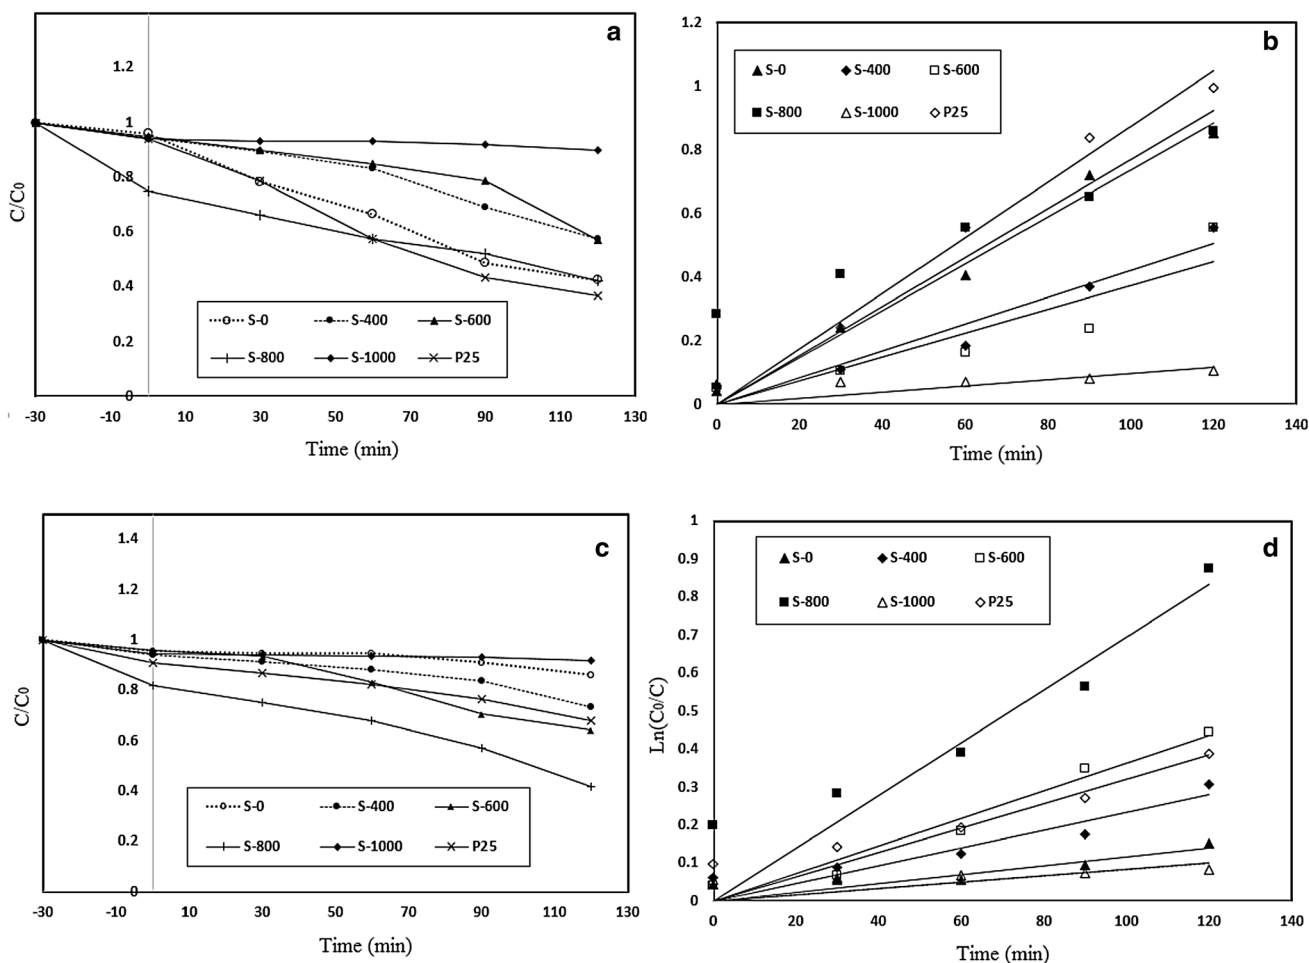 a
1.2
1
0.8
0.6
0.4
0.2
0
C/C0
S-0 S-400 S-600
S-800 S-1000 P25
-30 -10 10 30 50 70 90 110 130
Time (min)
b
1.2
1
0.8
0.6
0.4
0.2
0
S-0 S-400 S-600
S-800 S-1000 P25
0 20 40 60 80 100 120 140
Time (min)
c
1.4
1.2
1
0.8
0.6
0.4
0.2
0
C/C0
S-0 S-400 S-600
S-800 S-1000 P25
-30 -10 10 30 50 70 90 110 130
Time (min)
d
1
0.9
0.8
0.7
0.6
0.5
0.4
0.3
0.2
0.1
0
Ln(C0/C)
S-0 S-400 S-600
S-800 S-1000 P25
0 20 40 60 80 100 120 140
Time (min)